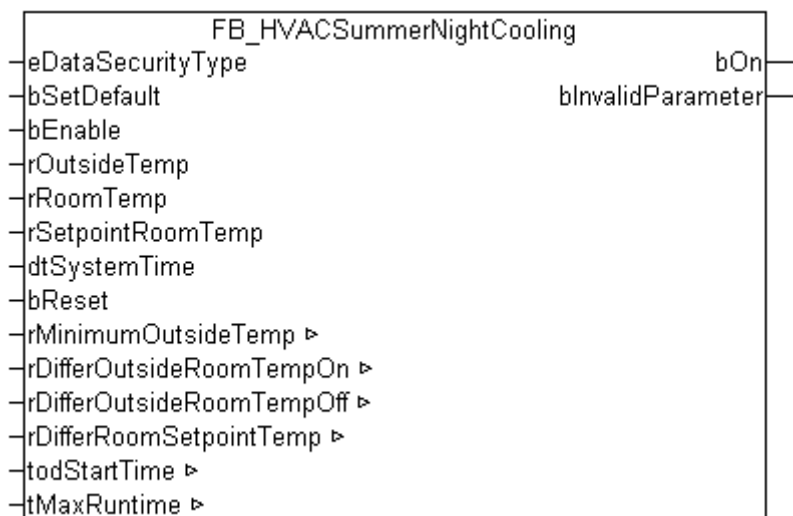 FB_HVACSummerNightCooling
eDataSecurityType bOn
bSetDefault bInvalidParameter
bEnable
rOutsideTemp
rRoomTemp
rSetpointRoomTemp
dtSystemTime
bReset
rMinimumOutsideTemp ▹
rDifferOutsideRoomTempOn ▹
rDifferOutsideRoomTempOff ▹
rDifferRoomSetpointTemp ▹
todStartTime ▹
tMaxRuntime ▹